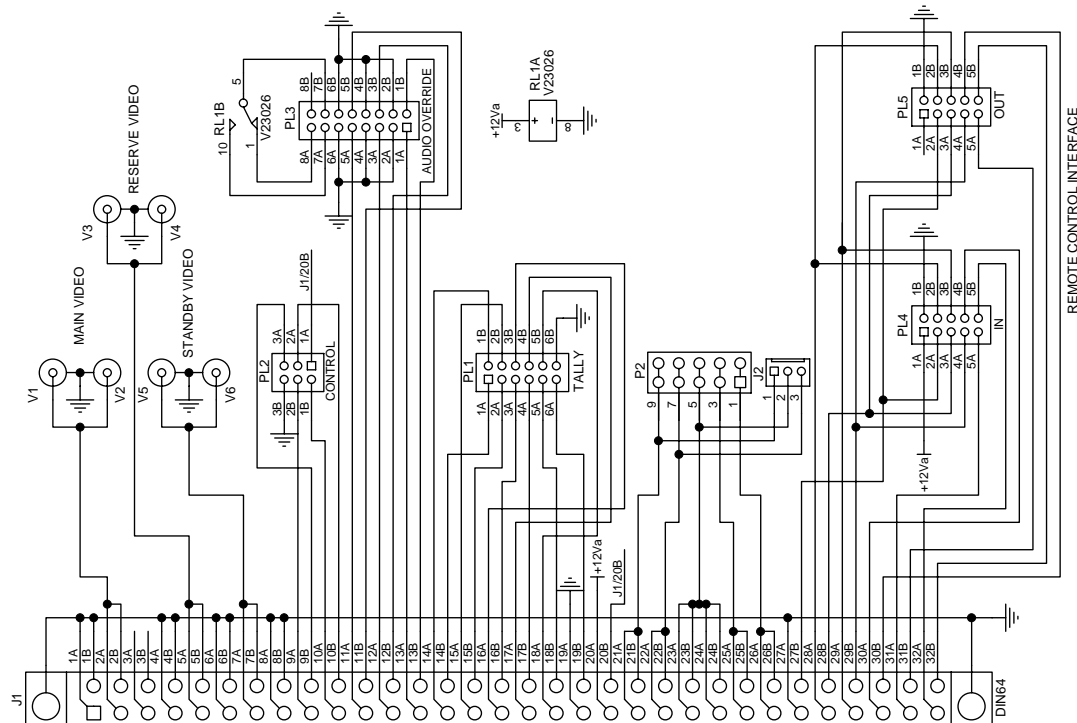 V1
V2
MAIN VIDEO
V3
V4
RESERVE VIDEO
V5
V6
STANDBY VIDEO
10 RL1B
5
1
V23026
PL3
8B
7B
6B
5B
4B
3B
2B
1B
8A
7A
6A
5A
4A
3A
2A
1A
AUDIO OVERRIDE
RL1A
V23026
+12Va
3
+
-
8
PL2
3A
2A
1A
3B
2B
1B
CONTROL
J1/20B
PL1
1B
2B
3B
4B
5B
6B
1A
2A
3A
4A
5A
6A
TALLY
P2
9
7
5
3
1
J2
1
2
3
PL5
1B
2B
3B
4B
5B
1A
2A
3A
4A
5A
OUT
PL4
1B
2B
3B
4B
5B
1A
2A
3A
4A
5A
IN
+12Va
REMOTE CONTROL INTERFACE
+12Va
J1/20B
J1
1A
1B
2A
2B
3A
3B
4A
4B
5A
5B
6A
6B
7A
7B
8A
8B
9A
9B
10A
10B
11A
11B
12A
12B
13A
13B
14A
14B
15A
15B
16A
16B
17A
17B
18A
18B
19A
19B
20A
20B
21A
21B
22A
22B
23A
23B
24A
24B
25A
25B
26A
26B
27A
27B
28A
28B
29A
29B
30A
30B
31A
31B
32A
32B
DIN64